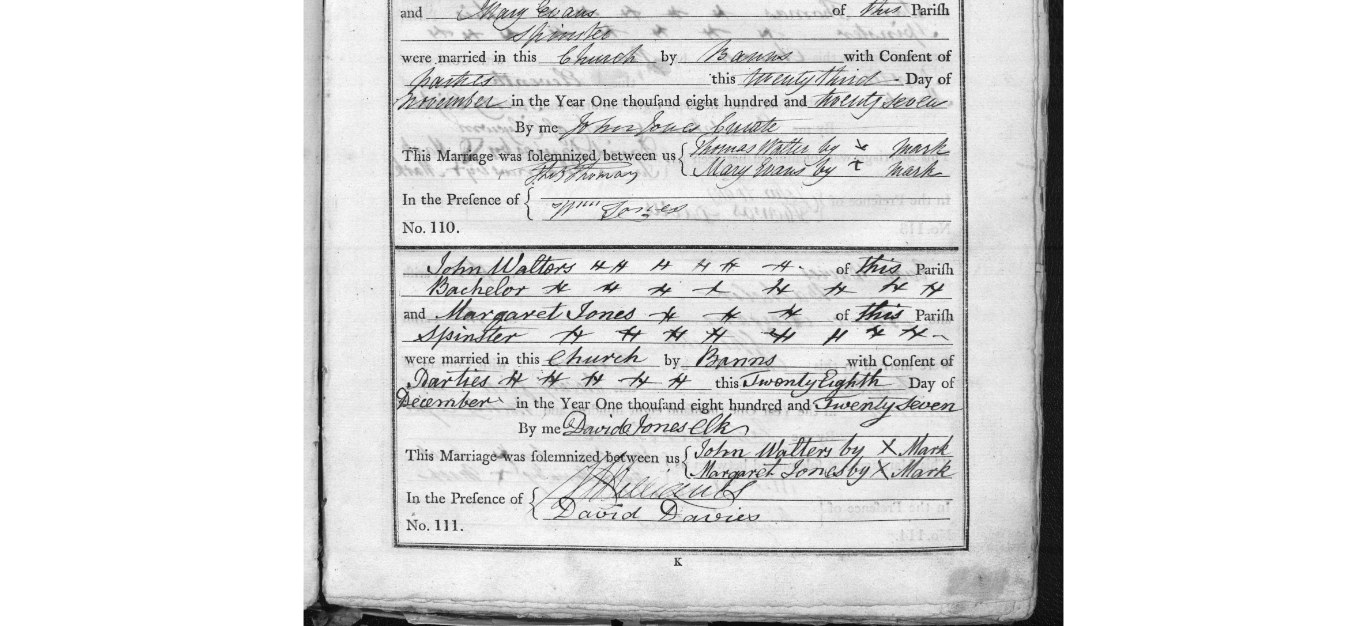 and Mary Evans of this Parish
Spinster
were married in this Church by Banns with Consent of
parties this twenty third Day of
november in the Year One thousand eight hundred and twenty seven
By me John Jones Curate
This Marriage was solemnized between us { Thomas Walter by x mark
Mary Evans by + mark
In the Presence of { Thos Thomas
Wm Jones
No. 110.
John Walters of this Parish
Bachelor
and Margaret Jones of this Parish
Spinster
were married in this Church by Banns with Consent of
Parties this Twenty Eighth Day of
December in the Year One thousand eight hundred and Twenty seven
By me David Jones Clk
This Marriage was solemnized between us { John Walters by X Mark
Margaret Jones by X Mark
In the Presence of {
David Davies
No. 111.
K